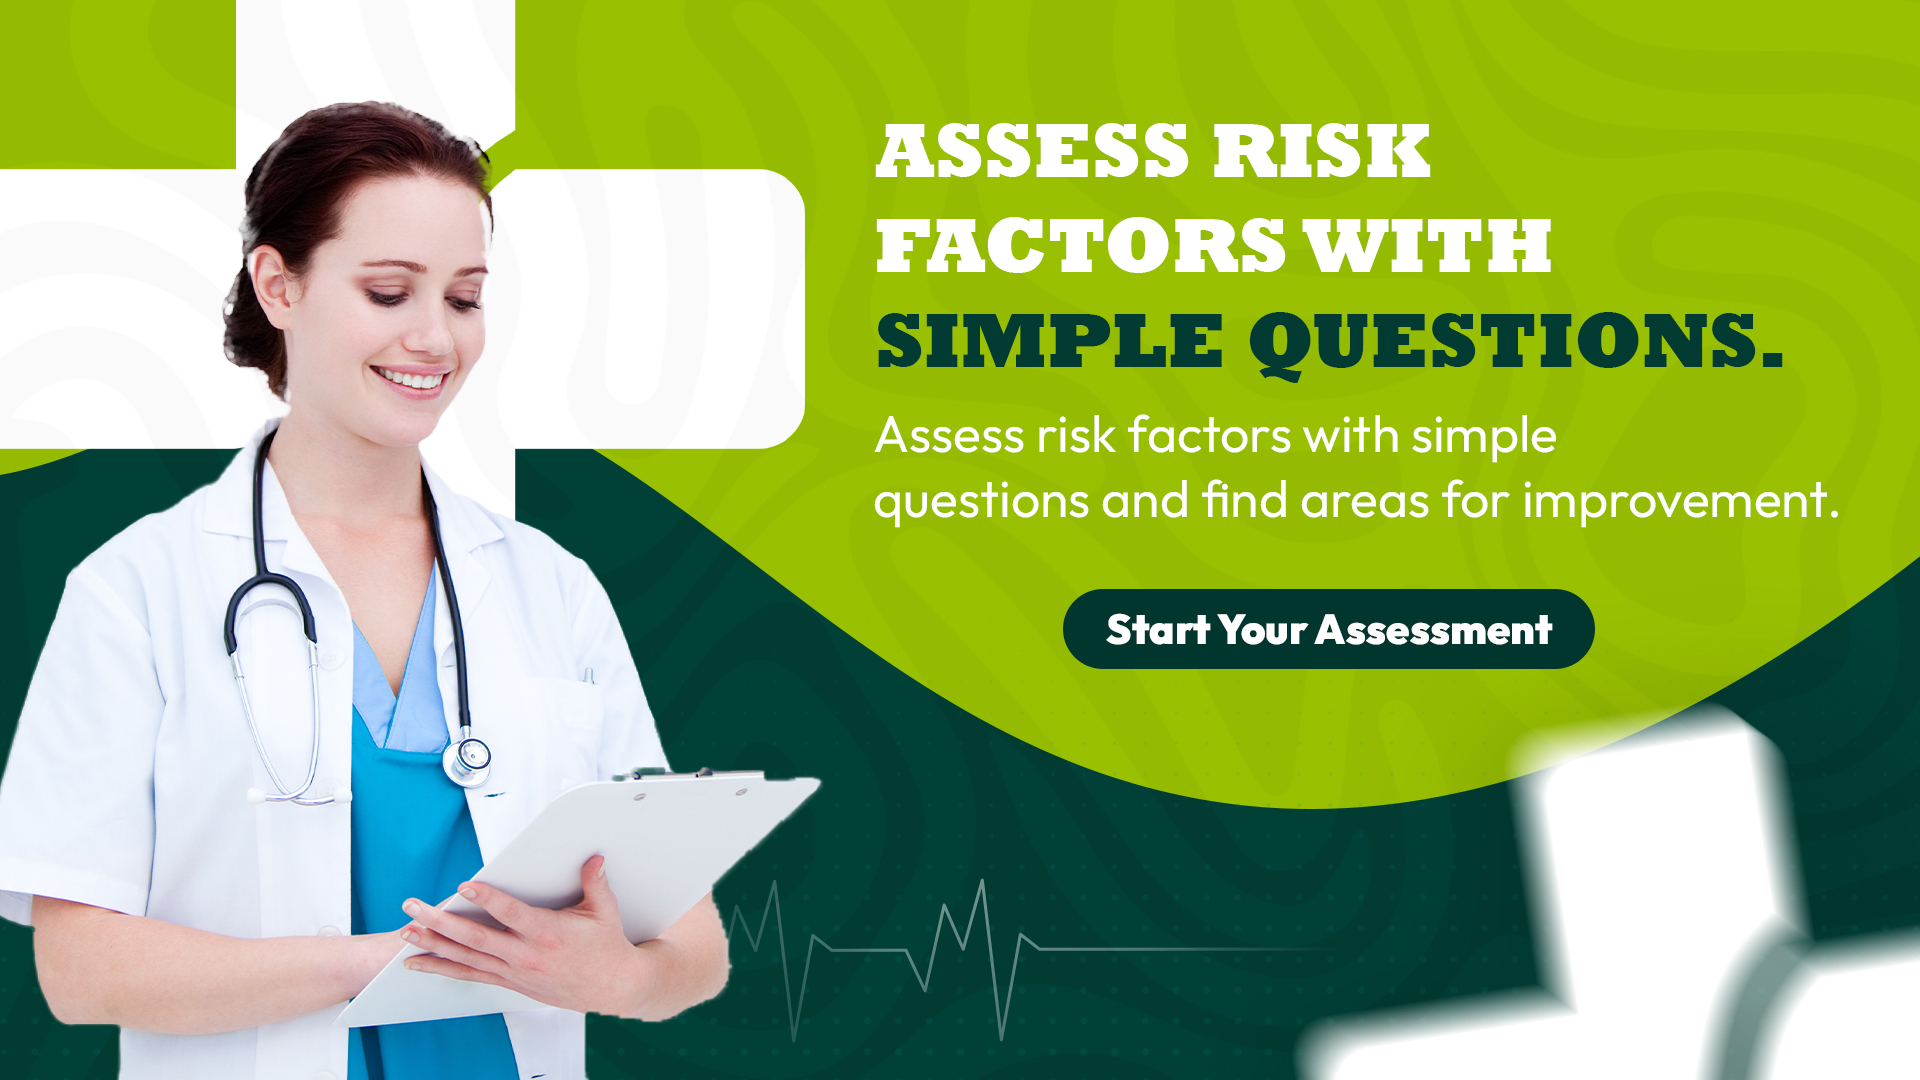 ASSESS RISK
FACTORS WITH
SIMPLE QUESTIONS.
Assess risk factors with simple
questions and find areas for improvement.
Start Your Assessment